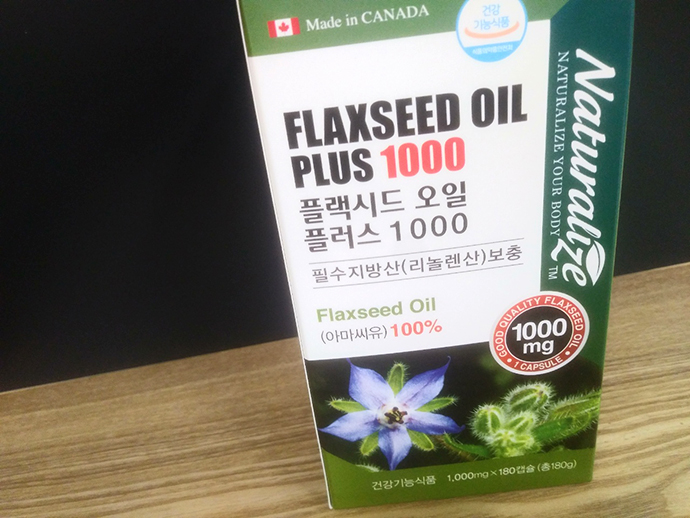 Made in CANADA
건강
기능식품
Naturalize TM
NATURALIZE YOUR BODY
FLAXSEED OIL
PLUS 1000
플랙시드 오일
플러스 1000
필수지방산(리놀렌산)보충
Flaxseed Oil
(아마씨유) 100%
GOOD QUALITY FLAXSEED OIL
1000
mg
1 CAPSULE
건강기능식품 1,000mg×180캡슐 (총180g)